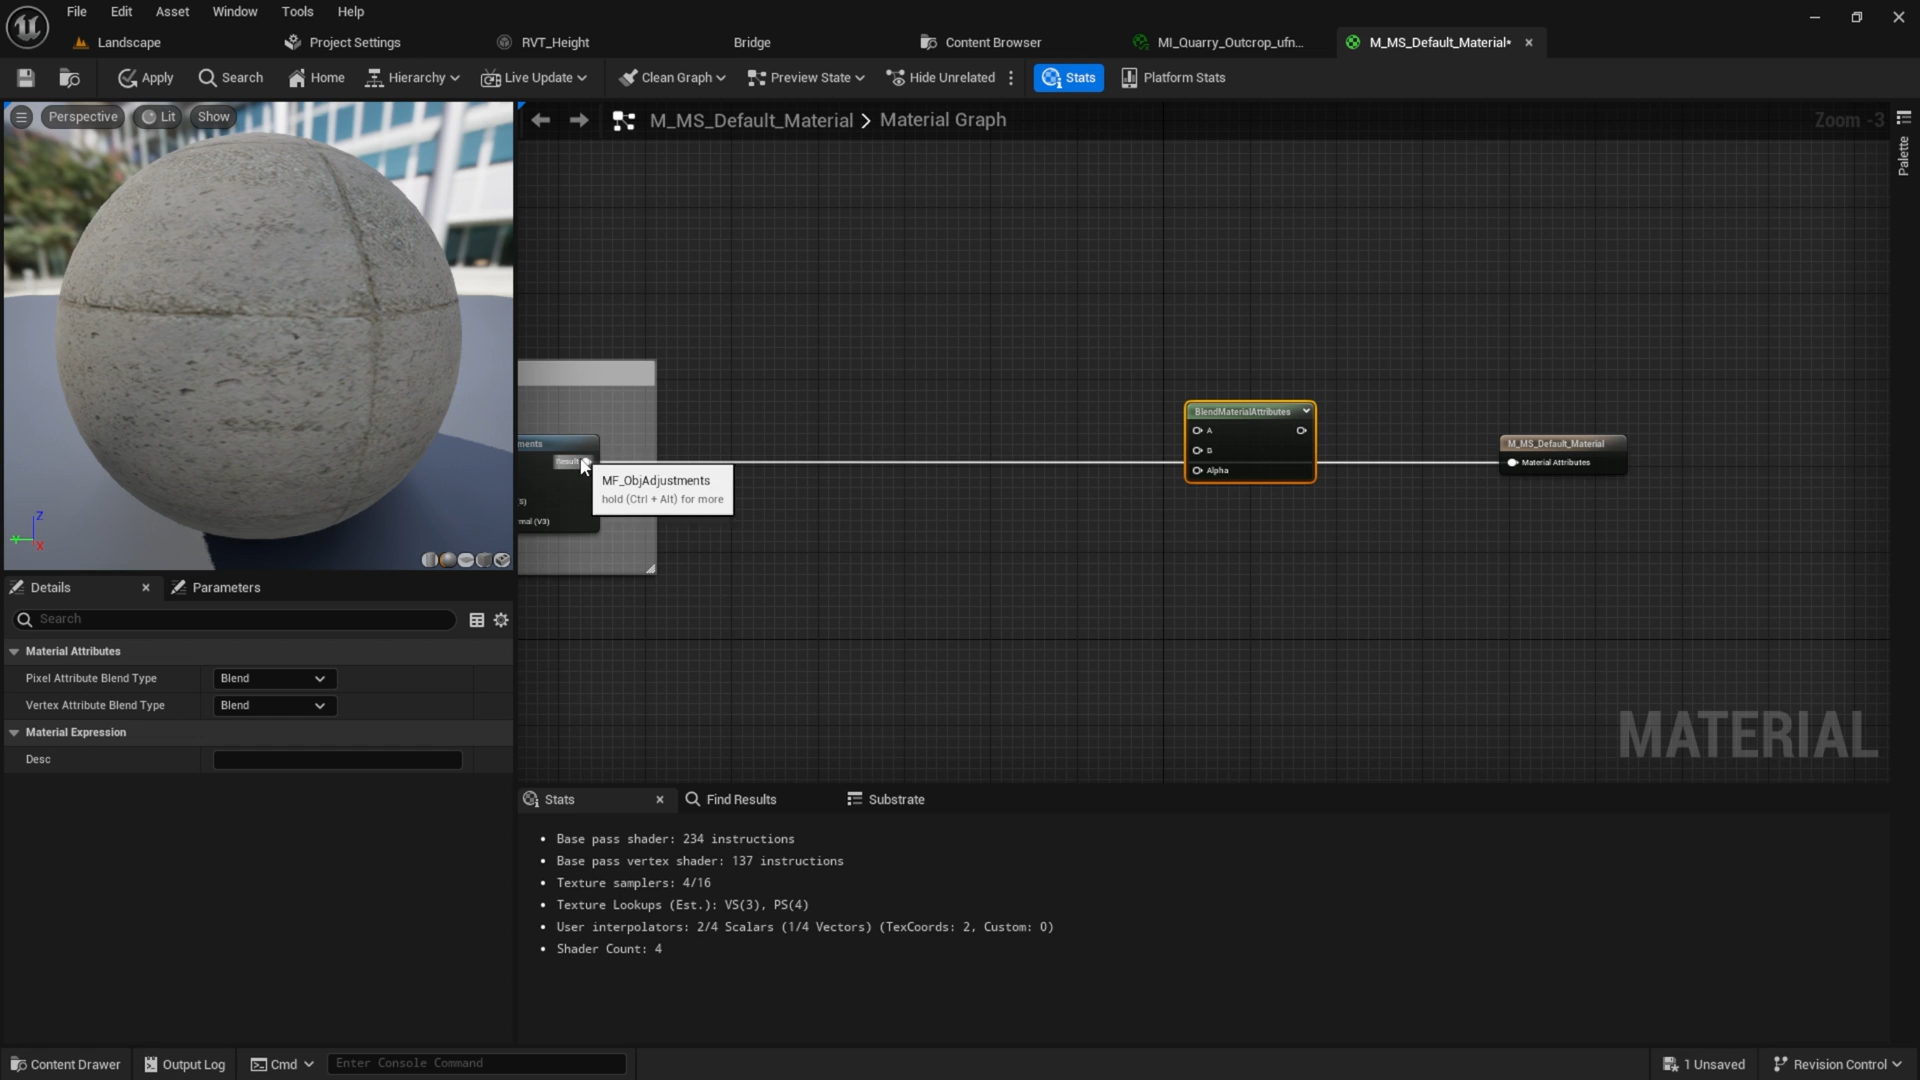 File Edit Asset Window Tools Help
Landscape Project Settings RVT_Height Bridge Content Browser MI_Quarry_Outcrop_ufn... M_MS_Default_Material*
Apply Search Home Hierarchy Live Update Clean Graph Preview State Hide Unrelated Stats Platform Stats
Perspective Lit Show
M_MS_Default_Material > Material Graph
Zoom -3
Palette
BlendMaterialAttributes
A
B
Alpha
M_MS_Default_Material
Material Attributes
ments
Result
S)
mal (V3)
MF_ObjAdjustments
hold (Ctrl + Alt) for more
Z
Y
X
MATERIAL
Details Parameters
Search
Material Attributes
Pixel Attribute Blend Type Blend
Vertex Attribute Blend Type Blend
Material Expression
Desc
Stats Find Results Substrate
• Base pass shader: 234 instructions
• Base pass vertex shader: 137 instructions
• Texture samplers: 4/16
• Texture Lookups (Est.): VS(3), PS(4)
• User interpolators: 2/4 Scalars (1/4 Vectors) (TexCoords: 2, Custom: 0)
• Shader Count: 4
Content Drawer Output Log Cmd Enter Console Command 1 Unsaved Revision Control